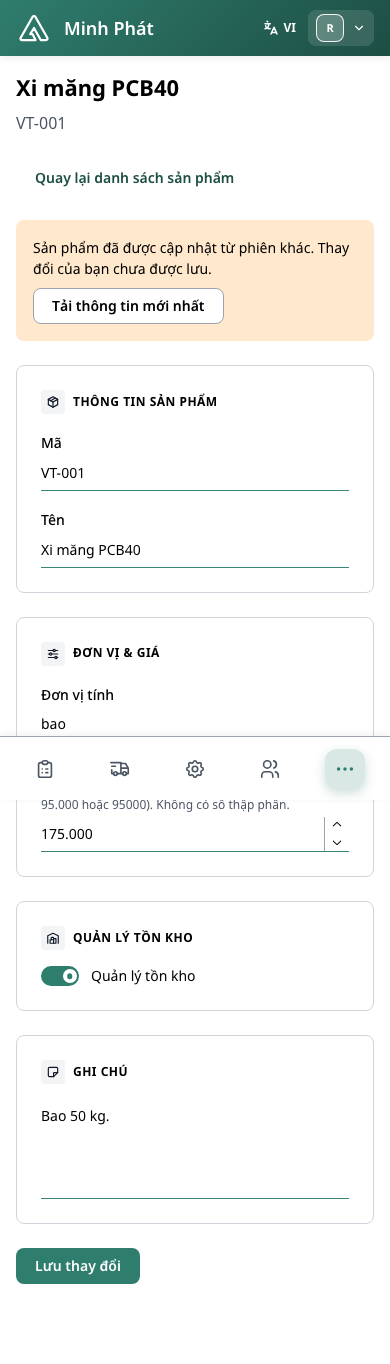 Minh Phát
VI
R
Xi măng PCB40
VT-001
Quay lại danh sách sản phẩm
Sản phẩm đã được cập nhật từ phiên khác. Thay
đổi của bạn chưa được lưu.
Tải thông tin mới nhất
THÔNG TIN SẢN PHẨM
Mã
VT-001
Tên
Xi măng PCB40
ĐƠN VỊ & GIÁ
Đơn vị tính
bao
95.000 hoặc 95000). Không có số thập phân.
175.000
QUẢN LÝ TỒN KHO
Quản lý tồn kho
GHI CHÚ
Bao 50 kg.
Lưu thay đổi